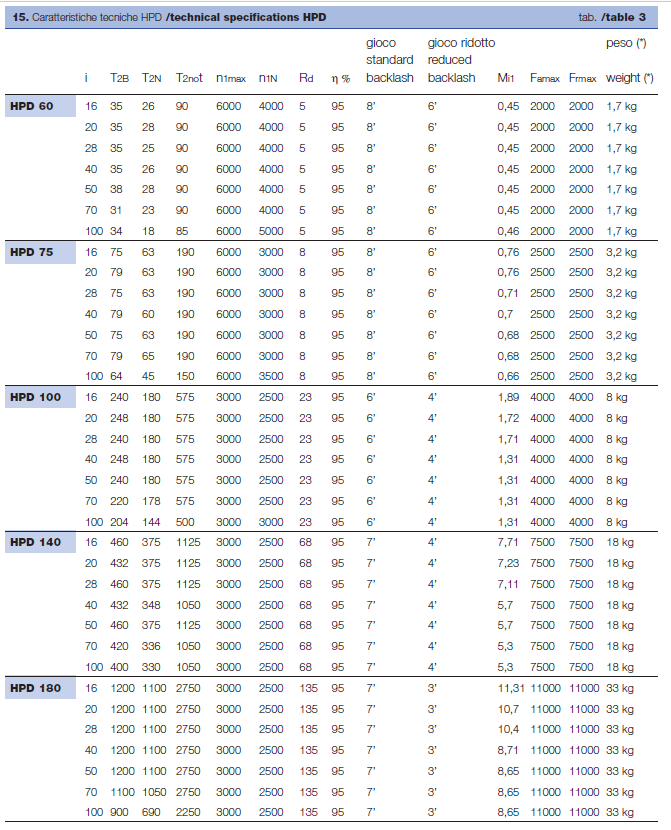 15. Caratteristiche tecniche HPD /technical specifications HPD tab. /table 3
gioco gioco ridotto peso (*)
standard reduced
i T2B T2N T2not n1max n1N Rd η % backlash backlash Mi1 Famax Frmax weight (*)
HPD 60 16 35 26 90 6000 4000 5 95 8' 6' 0,45 2000 2000 1,7 kg
20 35 28 90 6000 4000 5 95 8' 6' 0,45 2000 2000 1,7 kg
28 35 25 90 6000 4000 5 95 8' 6' 0,45 2000 2000 1,7 kg
40 35 26 90 6000 4000 5 95 8' 6' 0,45 2000 2000 1,7 kg
50 38 28 90 6000 4000 5 95 8' 6' 0,45 2000 2000 1,7 kg
70 31 23 90 6000 4000 5 95 8' 6' 0,45 2000 2000 1,7 kg
100 34 18 85 6000 5000 5 95 8' 6' 0,46 2000 2000 1,7 kg
HPD 75 16 75 63 190 6000 3000 8 95 8' 6' 0,76 2500 2500 3,2 kg
20 79 63 190 6000 3000 8 95 8' 6' 0,76 2500 2500 3,2 kg
28 75 63 190 6000 3000 8 95 8' 6' 0,71 2500 2500 3,2 kg
40 79 60 190 6000 3000 8 95 8' 6' 0,7 2500 2500 3,2 kg
50 75 63 190 6000 3000 8 95 8' 6' 0,68 2500 2500 3,2 kg
70 79 65 190 6000 3000 8 95 8' 6' 0,68 2500 2500 3,2 kg
100 64 45 150 6000 3500 8 95 8' 6' 0,66 2500 2500 3,2 kg
HPD 100 16 240 180 575 3000 2500 23 95 6' 4' 1,89 4000 4000 8 kg
20 248 180 575 3000 2500 23 95 6' 4' 1,72 4000 4000 8 kg
28 240 180 575 3000 2500 23 95 6' 4' 1,71 4000 4000 8 kg
40 248 180 575 3000 2500 23 95 6' 4' 1,31 4000 4000 8 kg
50 240 180 575 3000 2500 23 95 6' 4' 1,31 4000 4000 8 kg
70 220 178 575 3000 2500 23 95 6' 4' 1,31 4000 4000 8 kg
100 204 144 500 3000 3000 23 95 6' 4' 1,31 4000 4000 8 kg
HPD 140 16 460 375 1125 3000 2500 68 95 7' 4' 7,71 7500 7500 18 kg
20 432 375 1125 3000 2500 68 95 7' 4' 7,23 7500 7500 18 kg
28 460 375 1125 3000 2500 68 95 7' 4' 7,11 7500 7500 18 kg
40 432 348 1050 3000 2500 68 95 7' 4' 5,7 7500 7500 18 kg
50 460 375 1125 3000 2500 68 95 7' 4' 5,7 7500 7500 18 kg
70 420 336 1050 3000 2500 68 95 7' 4' 5,3 7500 7500 18 kg
100 400 330 1050 3000 2500 68 95 7' 4' 5,3 7500 7500 18 kg
HPD 180 16 1200 1100 2750 3000 2500 135 95 7' 3' 11,31 11000 11000 33 kg
20 1200 1100 2750 3000 2500 135 95 7' 3' 10,7 11000 11000 33 kg
28 1200 1100 2750 3000 2500 135 95 7' 3' 10,4 11000 11000 33 kg
40 1200 1100 2750 3000 2500 135 95 7' 3' 8,71 11000 11000 33 kg
50 1200 1100 2750 3000 2500 135 95 7' 3' 8,65 11000 11000 33 kg
70 1100 1050 2750 3000 2500 135 95 7' 3' 8,65 11000 11000 33 kg
100 900 690 2250 3000 2500 135 95 7' 3' 8,65 11000 11000 33 kg